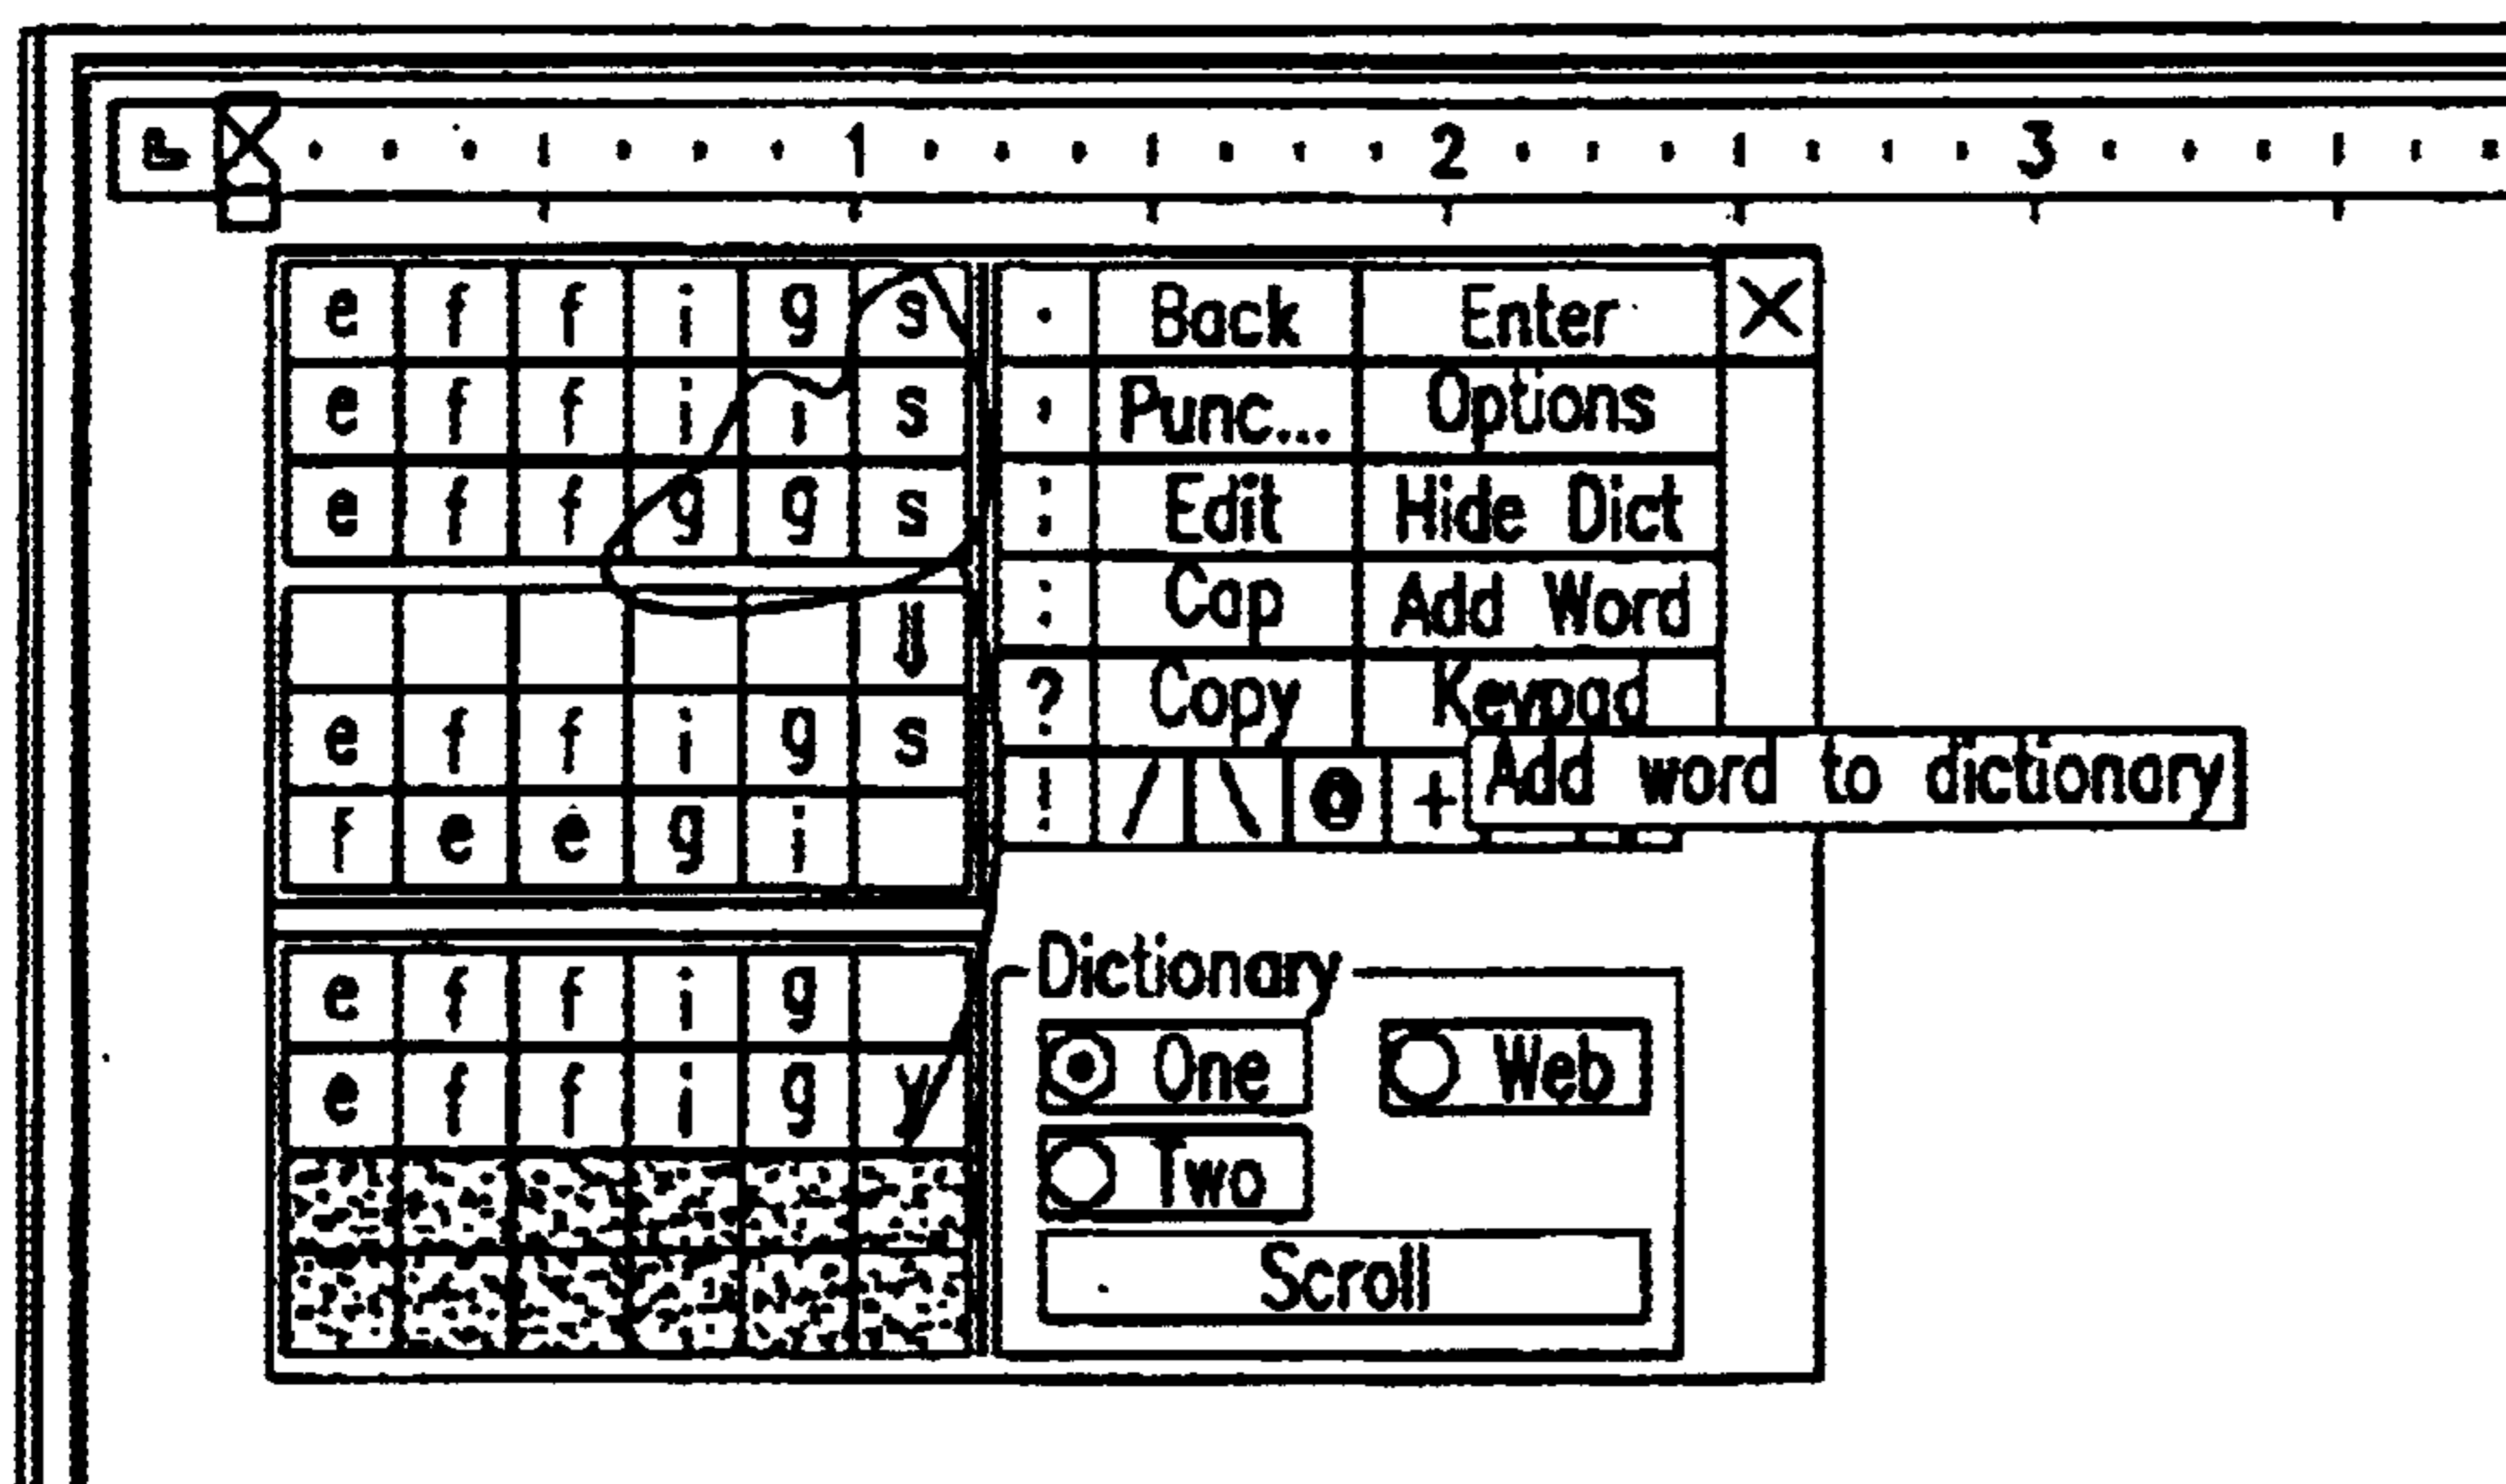 1 2 3
e f f i g s . Back Enter X
e f f i i s , Punc... Options
e f f g g s ; Edit Hide Dict
: Cap Add Word
e f f i g s ? Copy Keypad
f e e g i ! / \ @ + Add word to dictionary
Dictionary
e f f i g
One Web
e f f i g y
Two
Scroll